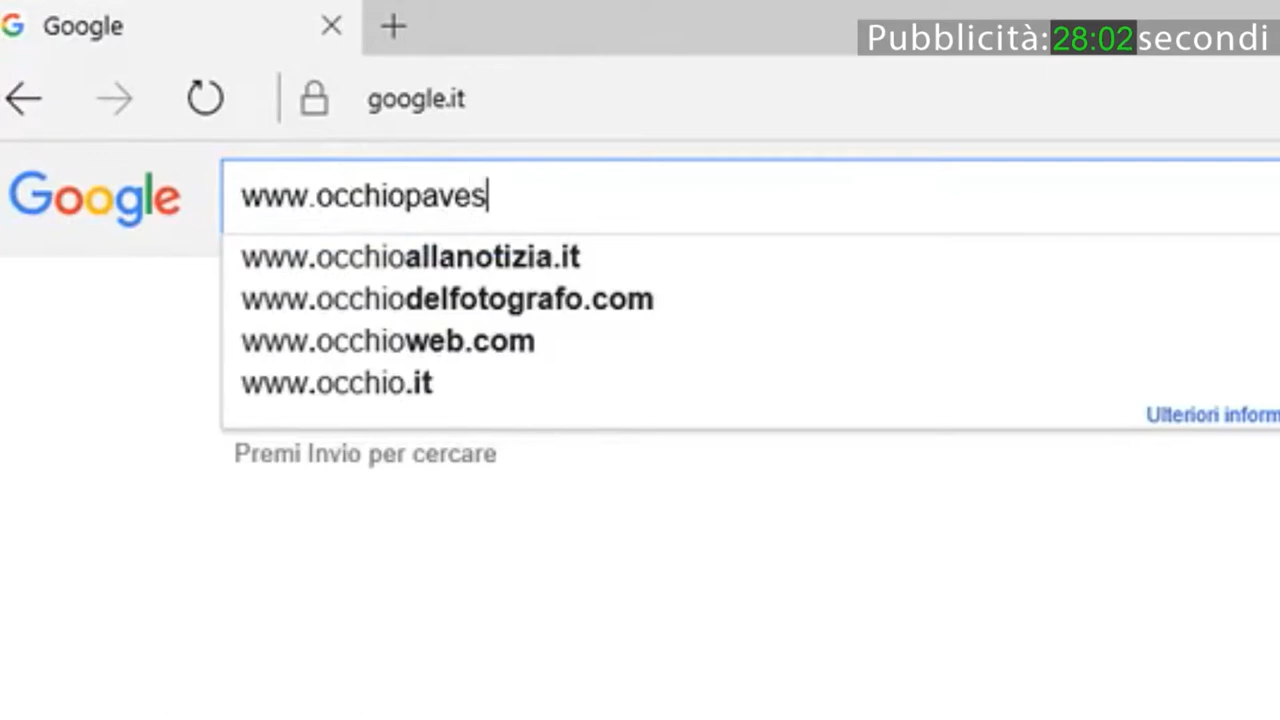 Google
Pubblicità:28:02secondi
google.it
Google
www.occhiopaves
www.occhioallanotizia.it
www.occhiodelfotografo.com
www.occhioweb.com
www.occhio.it
Ulteriori inform
Premi Invio per cercare